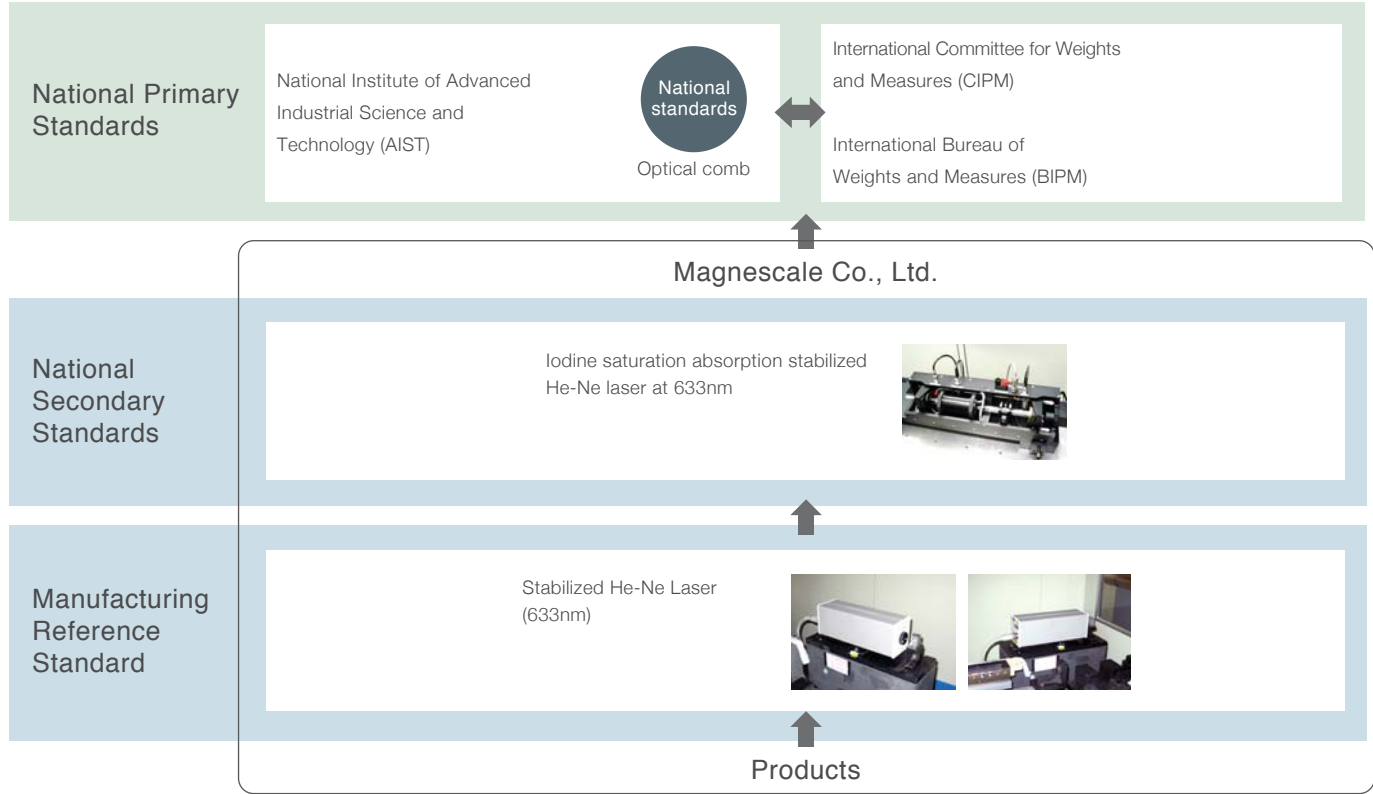 National Primary
Standards
National Institute of Advanced
Industrial Science and
Technology (AIST)
National
standards
Optical comb
International Committee for Weights
and Measures (CIPM)
International Bureau of
Weights and Measures (BIPM)
Magnescale Co., Ltd.
National
Secondary
Standards
Iodine saturation absorption stabilized
He-Ne laser at 633nm
Manufacturing
Reference
Standard
Stabilized He-Ne Laser
(633nm)
Products